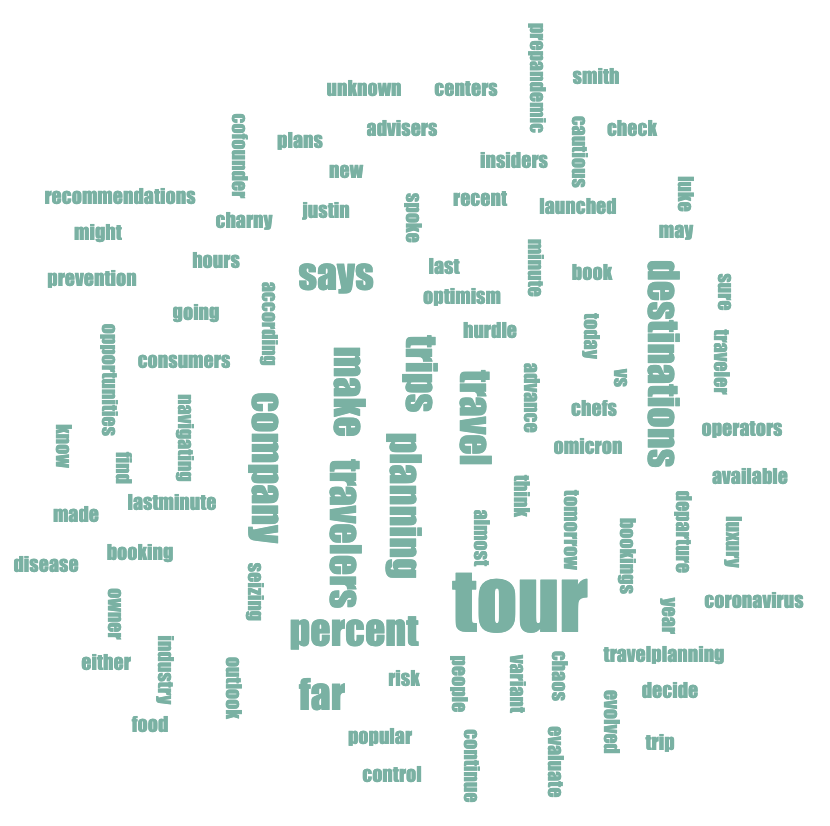 prepandemic
smith
unknown
centers
cofounder
plans
advisers
cautious
check
new
insiders
recommendations
charny
justin
spoke
recent
launched
luke
might
may
hours
says
last
minute
book
destinations
prevention
according
optimism
sure
going
hurdle
today
opportunities
consumers
make
trips
travel
advance
vs
traveler
navigating
company
chefs
know
find
planning
omicron
operators
lastminute
travelers
think
available
made
almost
tomorrow
bookings
departure
luxury
disease
booking
seizing
tour
owner
percent
year
coronavirus
either
industry
outlook
far
risk
people
variant
chaos
travelplanning
decide
food
popular
continue
evaluate
evolved
trip
control